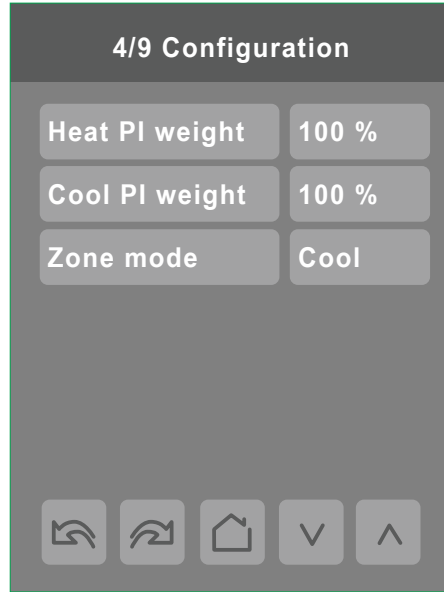 4/9 Configuration
Heat PI weight 100 %
Cool PI weight 100 %
Zone mode Cool